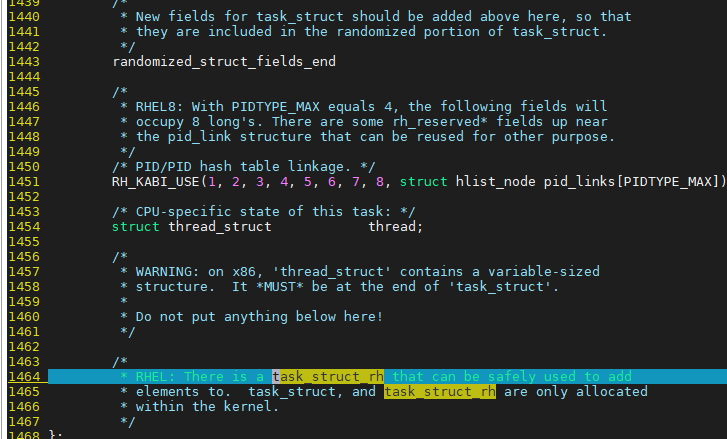 1439 /*
1440 * New fields for task_struct should be added above here, so that
1441 * they are included in the randomized portion of task_struct.
1442 */
1443 randomized_struct_fields_end
1444
1445 /*
1446 * RHEL8: With PIDTYPE_MAX equals 4, the following fields will
1447 * occupy 8 long's. There are some rh_reserved* fields up near
1448 * the pid_link structure that can be reused for other purpose.
1449 */
1450 /* PID/PID hash table linkage. */
1451 RH_KABI_USE(1, 2, 3, 4, 5, 6, 7, 8, struct hlist_node pid_links[PIDTYPE_MAX])
1452
1453 /* CPU-specific state of this task: */
1454 struct thread_struct thread;
1455
1456 /*
1457 * WARNING: on x86, 'thread_struct' contains a variable-sized
1458 * structure. It *MUST* be at the end of 'task_struct'.
1459 *
1460 * Do not put anything below here!
1461 */
1462
1463 /*
1464 * RHEL: There is a task_struct_rh that can be safely used to add
1465 * elements to. task_struct, and task_struct_rh are only allocated
1466 * within the kernel.
1467 */
1468 };